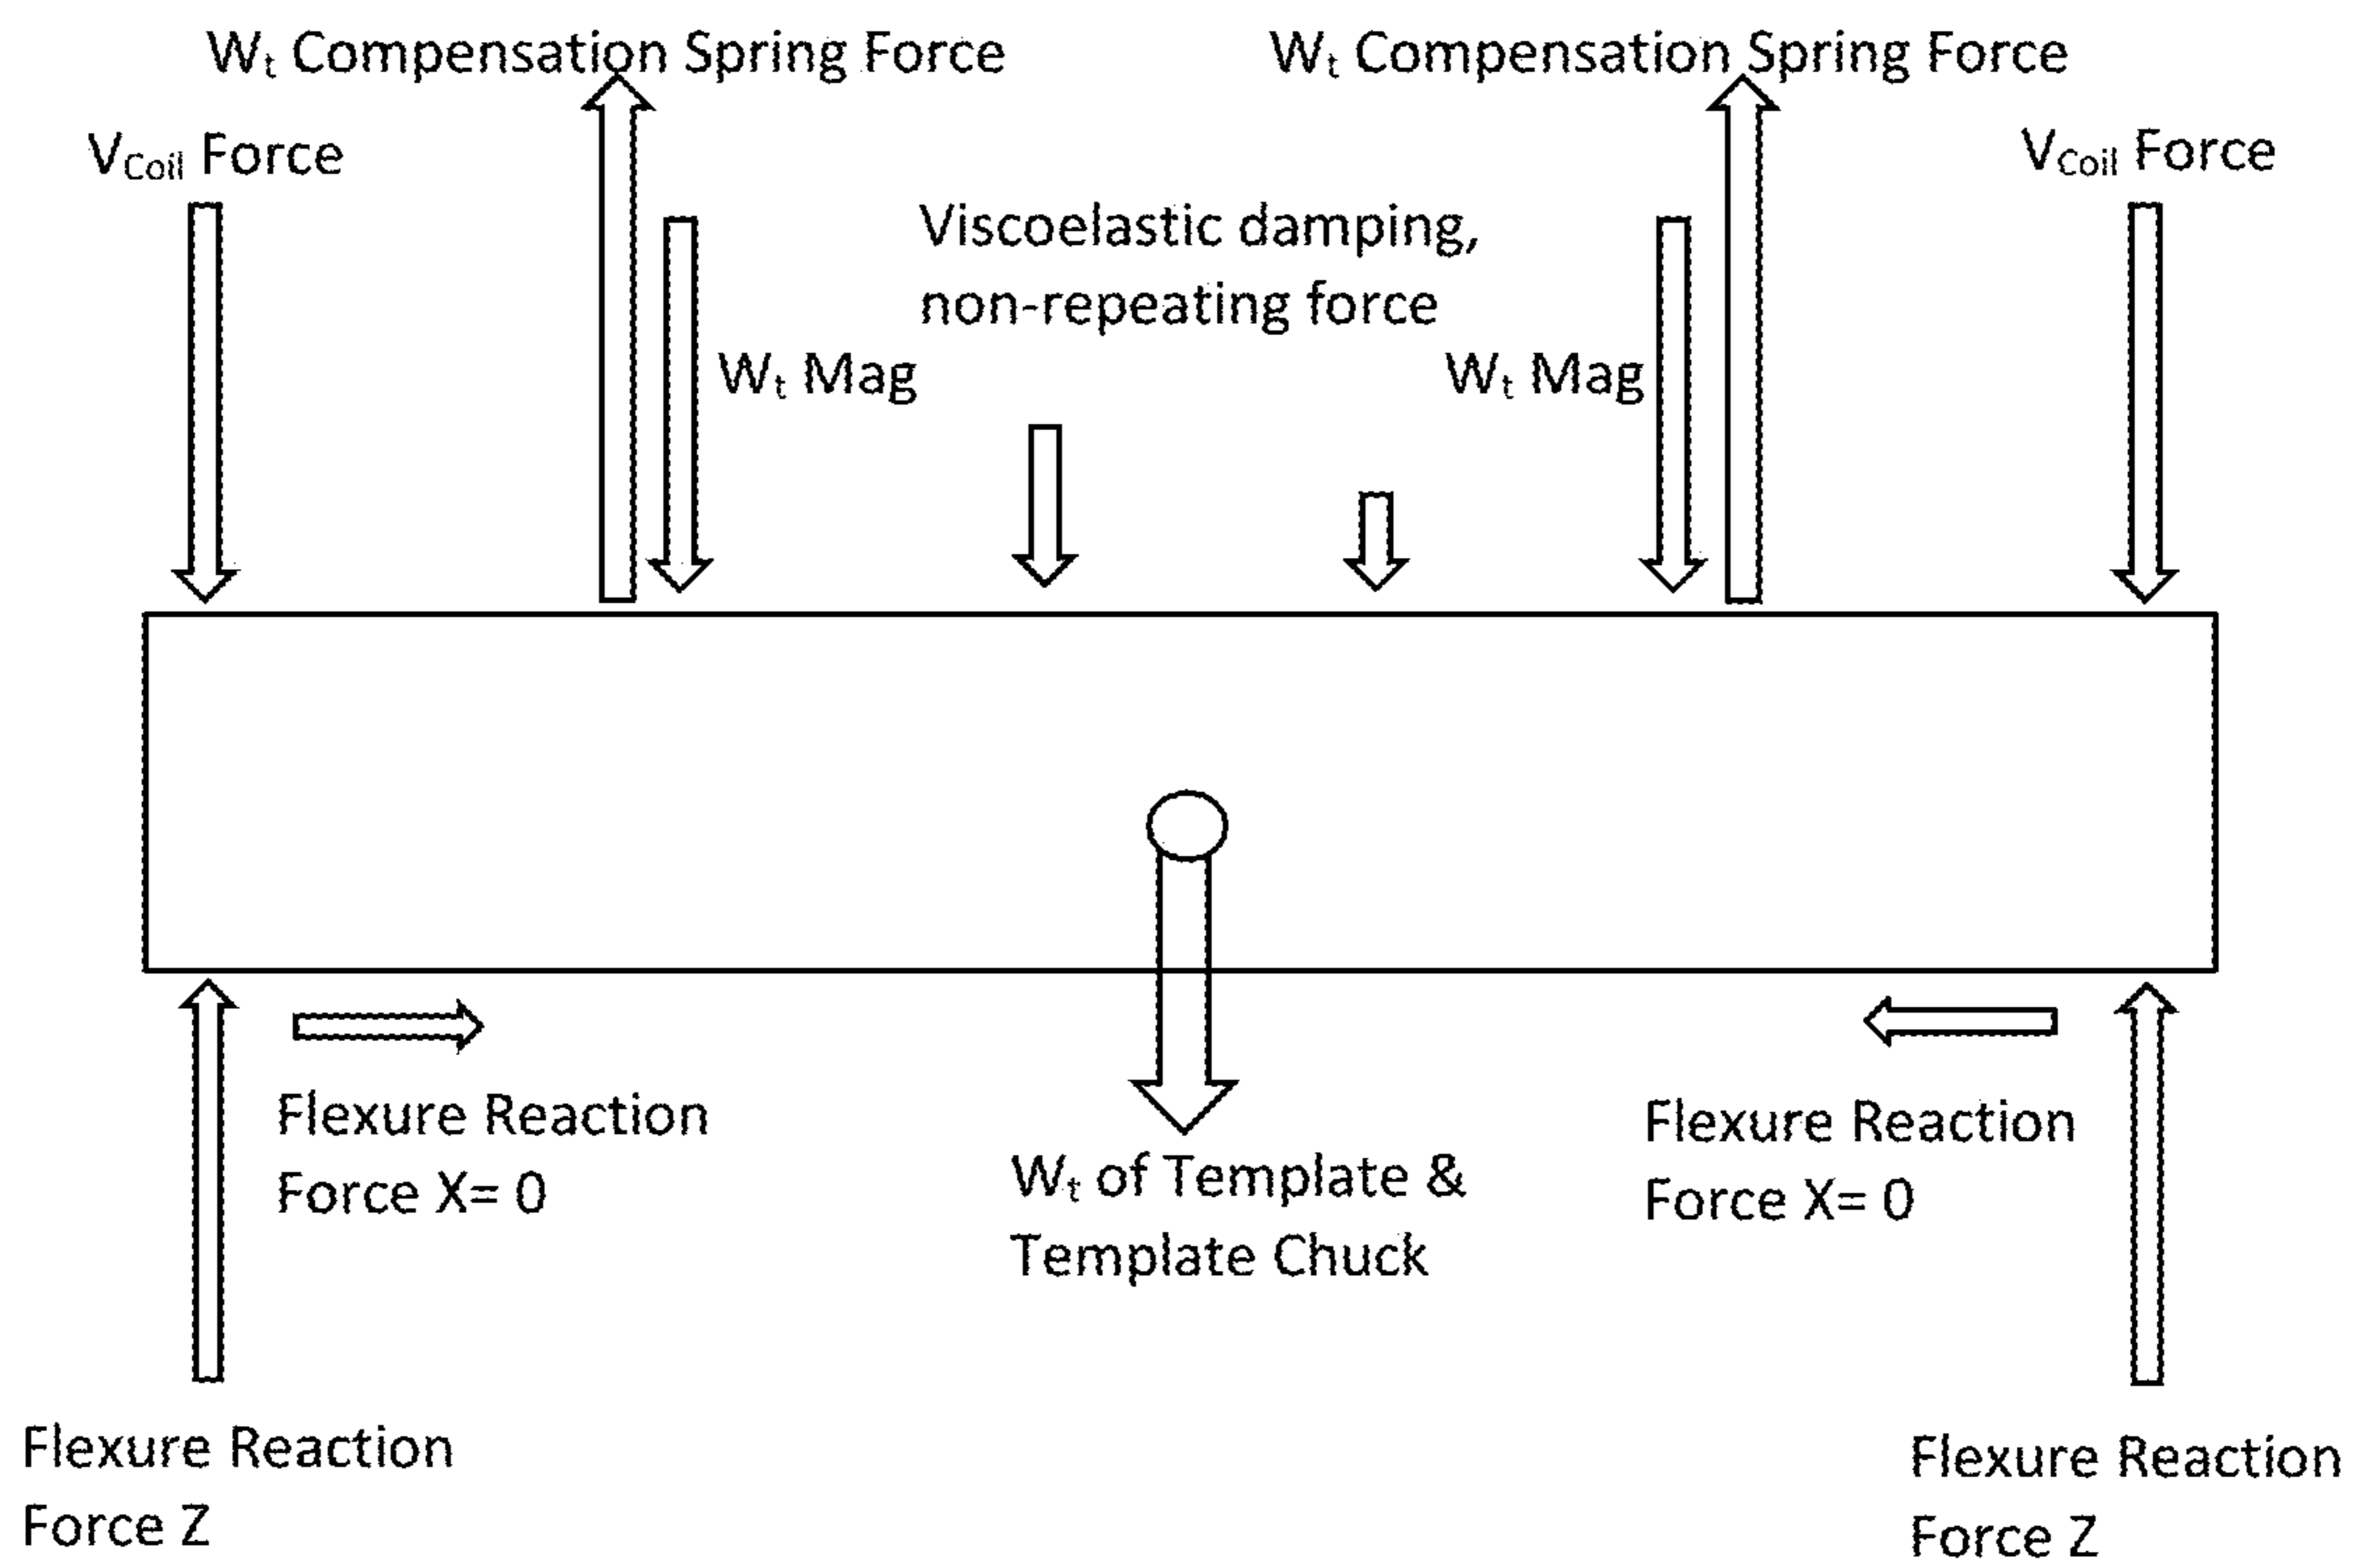 Wt Compensation Spring Force
Wt Compensation Spring Force
VCoil Force
VCoil Force
Viscoelastic damping,
non-repeating force
Wt Mag
Wt Mag
Flexure Reaction
Force X= 0
Wt of Template &
Template Chuck
Flexure Reaction
Force X= 0
Flexure Reaction
Force Z
Flexure Reaction
Force Z